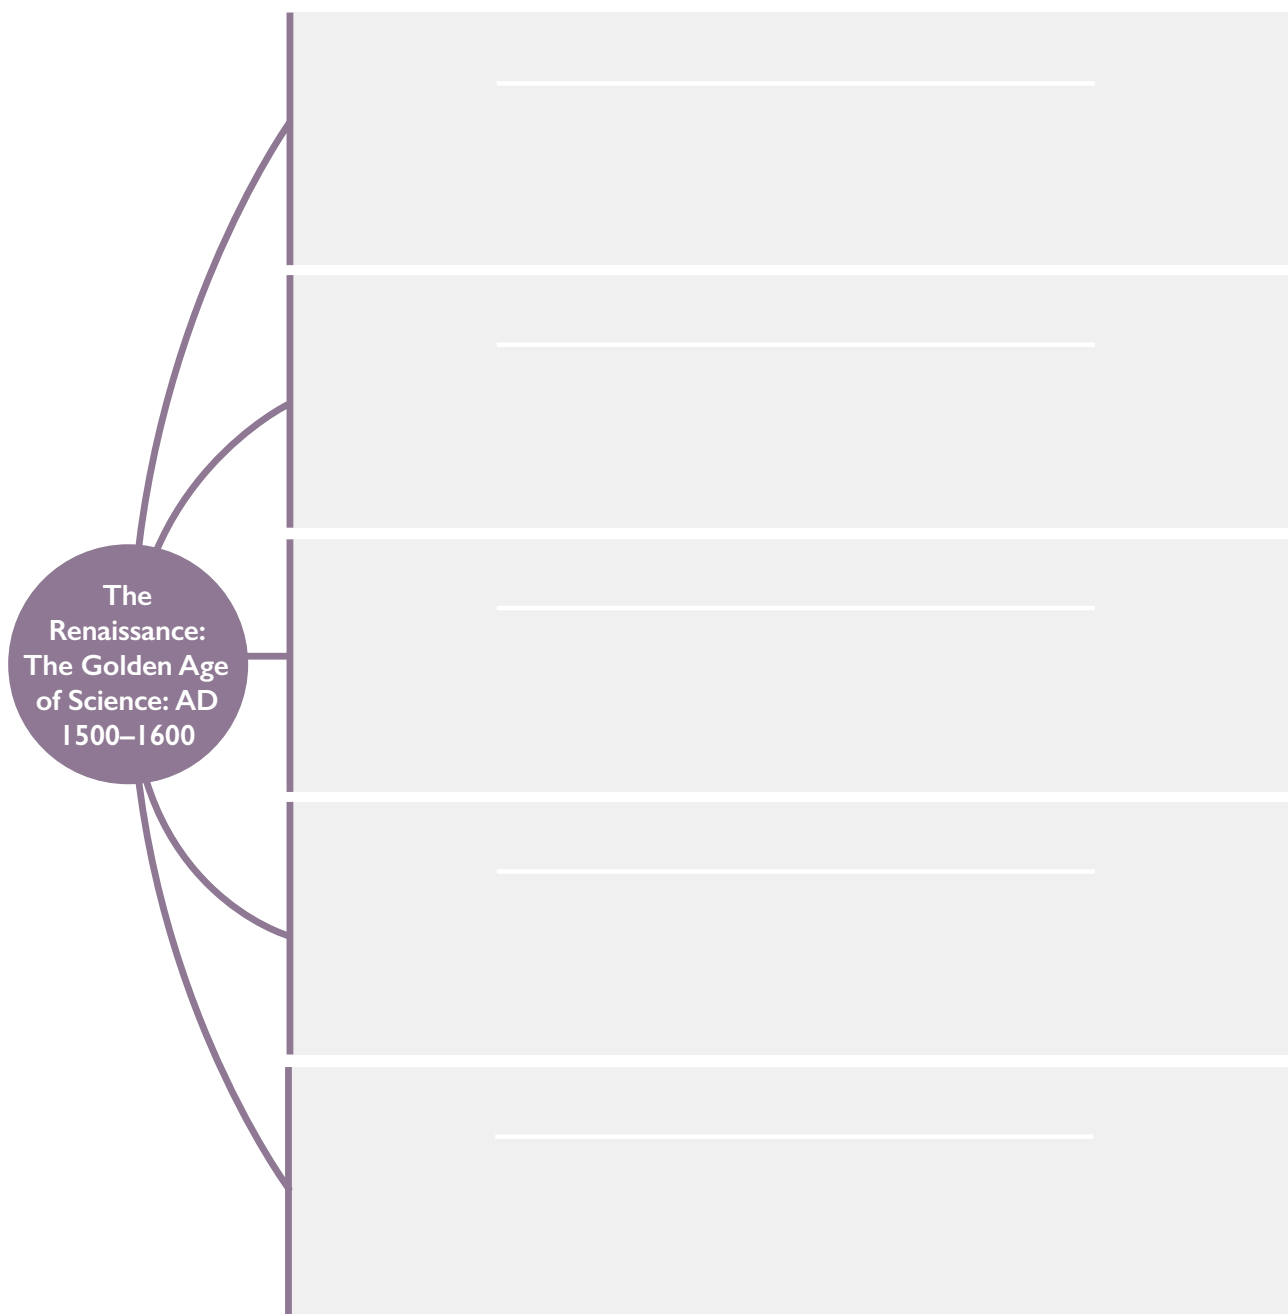 The
Renaissance:
The Golden Age
of Science: AD
1500–1600